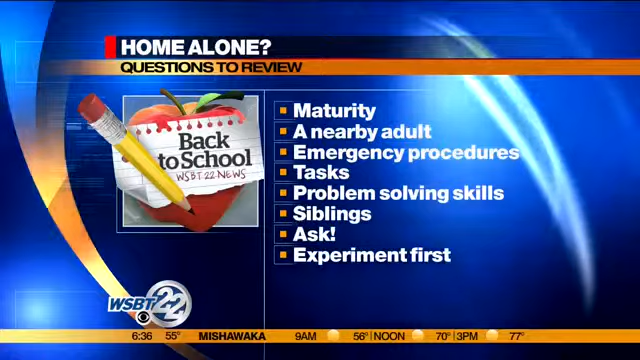 HOME ALONE?
QUESTIONS TO REVIEW
Back
to School
WSBT 22 NEWS
Maturity
A nearby adult
Emergency procedures
Tasks
Problem solving skills
Siblings
Ask!
Experiment first
WSBT 22
6:36 55° MISHAWAKA 9AM 56° NOON 70° 3PM 77°